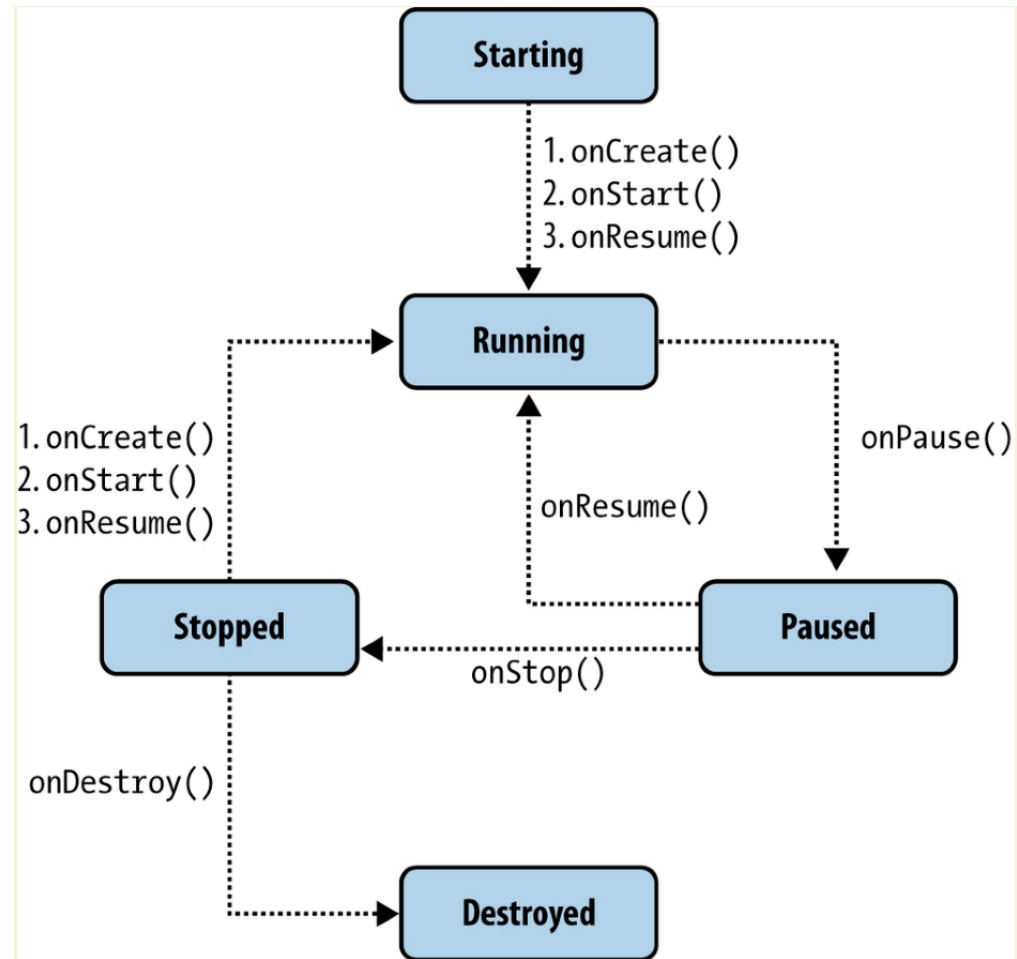 Starting
1. onCreate()
2. onStart()
3. onResume()
Running
1. onCreate()
2. onStart()
3. onResume()
onPause()
onResume()
Stopped
Paused
onStop()
onDestroy()
Destroyed